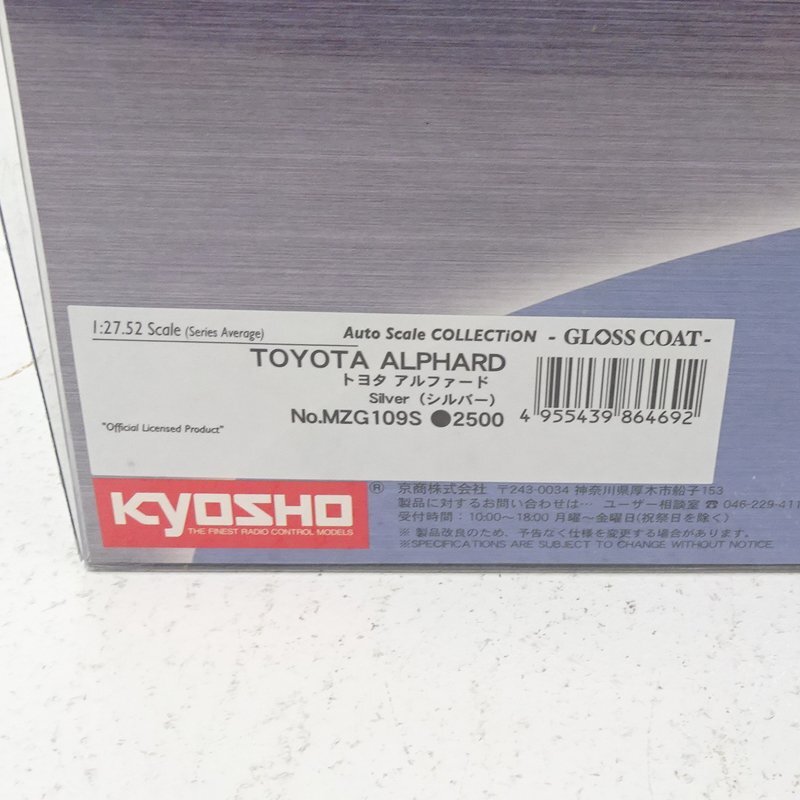 1:27.52 Scale (Series Average)
Auto Scale COLLECTiON - GLOSS COAT -
TOYOTA ALPHARD
トヨタ アルファード
Silver (シルバー)
No.MZG109S ●2500
"Official Licensed Product"
4 955439 864692
KYOSHO ®
THE FINEST RADIO CONTROL MODELS
京商株式会社 〒243-0034 神奈川県厚木市船子153
製品に対するお問い合わせは… ユーザー相談室 ☎ 046-229-411
受付時間：10:00～18:00 月曜～金曜日(祝祭日を除く)
※ 製品改良のため、予告なく仕様を変更する場合があります。
※SPECIFICATIONS ARE SUBJECT TO CHANGE WITHOUT NOTICE.